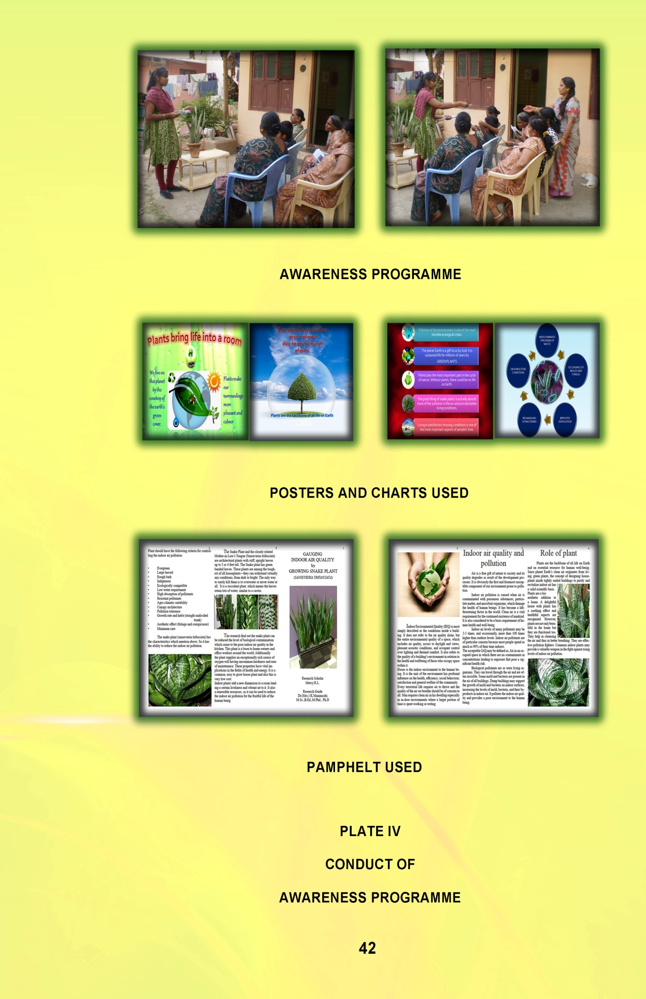 AWARENESS PROGRAMME
Plants bring life into a room
We live on
this planet
by the
courtesy of
the earth's
green
cover.
Plants make
our
surroundings
more
pleasant and
calmer
Our earth is termed as
green planet
due to presence of
plants.
Plants are the backbone of all life on Earth
Pollution of the environment is one of the most
horrible ecological crises.
The planet Earth is a gift to us by God. It is
sustained life for millions of years by
GREEN PLANTS
Plants play the most important part in the cycle
of nature. Without plants, there could be no life
on Earth.
The great thing of snake plants is actually absorb
more of the pollution in the air and provide better
living conditions.
Living in satisfactory housing conditions is one of
the most important aspects of people's lives.
INDISCRIMINATE
THROWING OF
WASTE
OCCURANCE OF
MOLDS AND
FUNGUS
IMPROPER
VENTILATION
MISHANDLING
OF WASTEBINS
HIGH MOISTURE
CONDITIONS
POSTERS AND CHARTS USED
5
Plant should have the following criteria for control-
ling the indoor air pollution:
• Evergreen
• Large leaved
• Rough bark
• Indigenous
• Ecologically compatible
• Low water requirement
• High absorption of pollutants
• Resistant pollutants
• Agro-climatic suitability
• Canopy architecture
• Pollution tolerance
• Growth rate and habit (straight undivided
trunk)
• Aesthetic effect (foliage and conspicuous)
• Minimum care
The snake plant (sansevieria trifasciata) has
the characteristics which mention above. So it has
the ability to reduce the indoor air pollution.
6
The Snake Plant and the closely related
Mother-in-Law's Tongue (Sansevieria trifasciata)
are architectural plants with stiff, upright leaves
up to 3 or 4 feet tall. The Snake plant has green
banded leaves. These plants are among the tough-
est of all houseplants—they can withstand virtually
any conditions, from dark to bright. The only way
to surely kill them is to overwater or never water at
all. It is a succulent plant, which means the leaves
retain lots of water, similar to a cactus.
The research find out the snake plant can
be reduced the level of biological contamination
which cause to the poor indoor air quality in the
kitchen. This plant is a boon to home owners and
office workers around the world. Additionally
the plant supplies an exceptionally rich source of
oxygen will having uncommon hardiness and ease
of maintenance. These properties have vital im-
plications in the fields of health and energy. It is a
common, easy to grow house plant and also this is
very low cost.
Indoor plants add a new dimension to a room lend-
ing a certain liveliness and vibrant air to it. It also
a renewable resources, so it can be used to reduce
the indoor air pollution for the fruitful life of the
human being.
1
GAUGING
INDOOR AIR QUALITY
by
GROWING SNAKE PLANT
(SANSEVIERIA TRIFASCIATA)
Research Scholar
Mercy.R.L.
Research Guide
Dr.(Mrs.) K.Manimozhi
M Sc.,B Ed.,M.Phil., Ph.D
2
Indoor Environmental Quality (IEQ) is most
simply described as the conditions inside a build-
ing. It does not refer to the air quality alone, but
the entire environmental quality of a space, which
includes air quality, access to daylight and views,
pleasant acoustic conditions, and occupant control
over lighting and thermal comfort. It also refers to
the quality of a building's environment in relation to
the health and wellbeing of those who occupy space
within it.
House is the indoor environment to the human be-
ing. It is the unit of the environment has profound
influence on the health, efficiency, social behaviour,
satisfaction and general welfare of the community.
Every terrestrial life requires air to thrive and the
quality of the air we breathe should be of concern to
all. Man requires clean air in his dwelling especially
in in-door environments where a larger portion of
time is spent working or resting.
3
Indoor air quality and
pollution
Air is a free gift of nature to society and its
quality degrades as result of the development pro-
cesses. It is obviously the first and foremost suscep-
tible component of our environment prone to pollu-
tion.
Indoor air pollution is caused when air is
contaminated with poisonous substances, particu-
late matter, and microbial organisms, which damage
the health of human beings. It has become a life-
threatening factor in the world. Clean air is a vital
requirement for the continued existence of mankind.
It is also considered to be a basic requirement of hu-
man health and well-being.
Indoor air levels of many pollutants may be
2-5 times, and occasionally, more than 100 times
higher than outdoor levels. Indoor air pollutants are
of particular concern because most people spend as
much as 90% of their time indoors.
The acceptable IAQ may be defined as, Air in an oc-
cupied space in which there are no contaminants in
concentrations leading to exposure that pose a sig-
nificant health risk.
Biological pollutants are or were living or-
ganisms. They can travel through the air and are of-
ten invisible. Some mold and bacteria are present in
the air of all buildings. Damp buildings may support
the growth of mold and bacteria on indoor surfaces,
increasing the levels of mold, bacteria, and their by-
products in indoor air. It pollutes the indoor air qual-
ity and provides a poor environment to the human
being.
4
Role of plant
Plants are the backbone of all life on Earth
and an essential resource for human well-being.
Since planet Earth's clean air originates from liv-
ing, green plants, the concept of designing house-
plants inside tightly sealed buildings to purify and
revitalize indoor air has
a valid scientific basis.
Plants are a bio
aesthetic addition to
a home. A delightful
house with plants has
a soothing effect and
healthful aspects are
recognised. However,
plants are not only beau-
tiful in the home but
they are functional too.
They help in cleansing
the air and thus in better breathing. They are effec-
tive pollution fighters. Common indoor plants may
provide a valuable weapon in the fight against rising
levels of indoor air pollution.
PAMPHELT USED
PLATE IV
CONDUCT OF
AWARENESS PROGRAMME
42